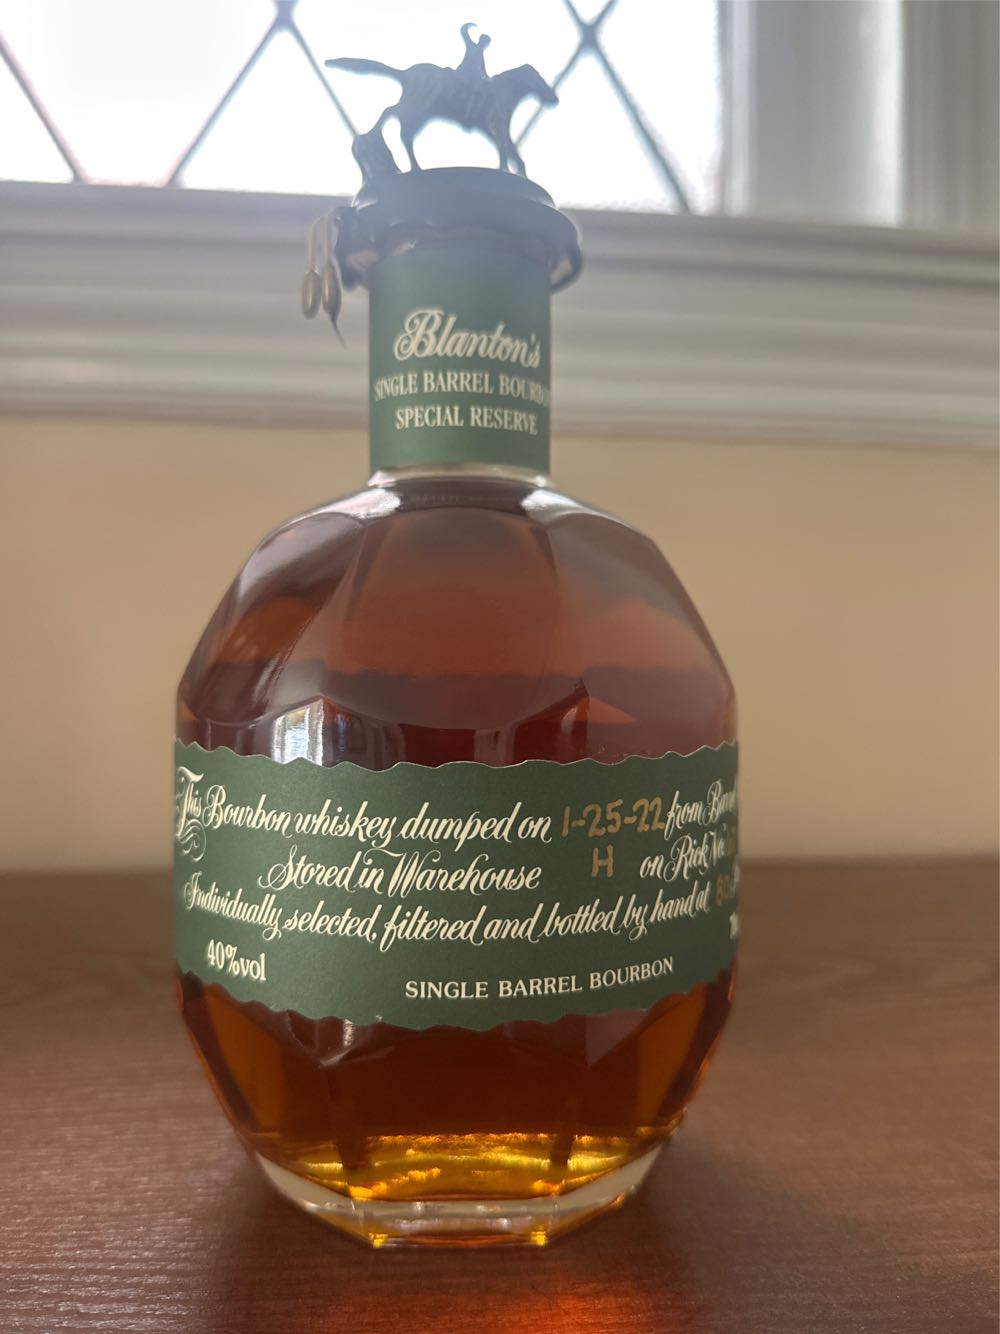 Blanton's
SINGLE BARREL BOURBON
SPECIAL RESERVE
This Bourbon whiskey dumped on 1-25-22 from Barrel
Stored in Warehouse H on Rick No.
Individually selected, filtered and bottled by hand at
40%vol
SINGLE BARREL BOURBON